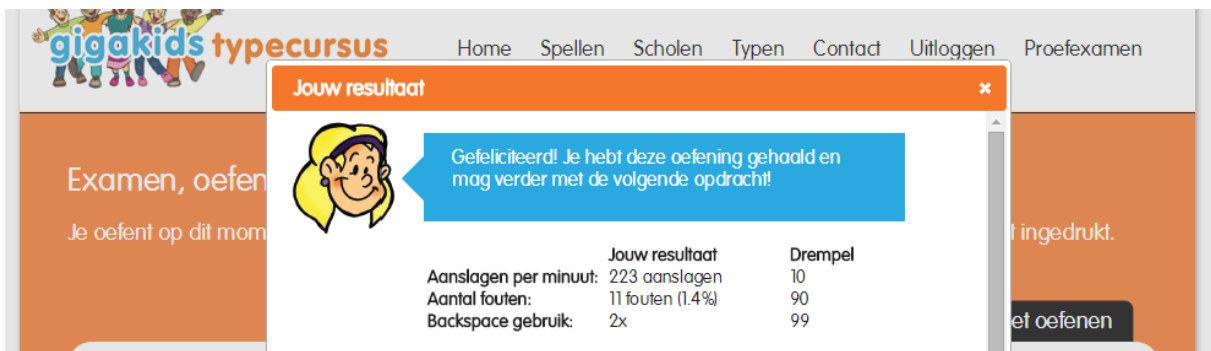 gigakids typecursus
Home Spellen Scholen Typen Contact Uitloggen Proefexamen
Jouw resultaat ×
Gefeliciteerd! Je hebt deze oefening gehaald en
mag verder met de volgende opdracht!
Examen, oefen
Je oefent op dit mom
t ingedrukt.
Jouw resultaat Drempel
Aanslagen per minuut: 223 aanslagen 10
Aantal fouten: 11 fouten (1.4%) 90
Backspace gebruik: 2x 99
et oefenen